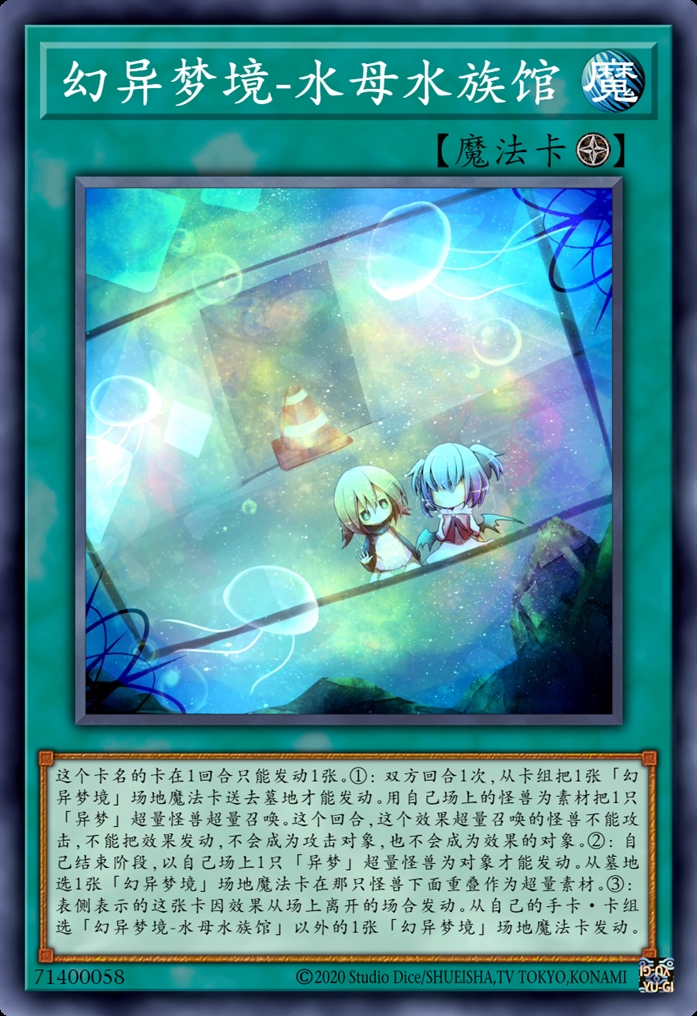 幻异梦境-水母水族馆 魔
【魔法卡】
这个卡名的卡在1回合只能发动1张。①：双方回合1次，从卡组把1张「幻
异梦境」场地魔法卡送去墓地才能发动。用自己场上的怪兽为素材把1只
「异梦」超量怪兽超量召唤。这个回合，这个效果超量召唤的怪兽不能攻
击，不能把效果发动，不会成为攻击对象，也不会成为效果的对象。②：自
己结束阶段，以自己场上1只「异梦」超量怪兽为对象才能发动。从墓地
选1张「幻异梦境」场地魔法卡在那只怪兽下面重叠作为超量素材。③：
表侧表示的这张卡因效果从场上离开的场合发动。从自己的手卡·卡组
选「幻异梦境-水母水族馆」以外的1张「幻异梦境」场地魔法卡发动。
71400058 ©2020 Studio Dice/SHUEISHA,TV TOKYO,KONAMI